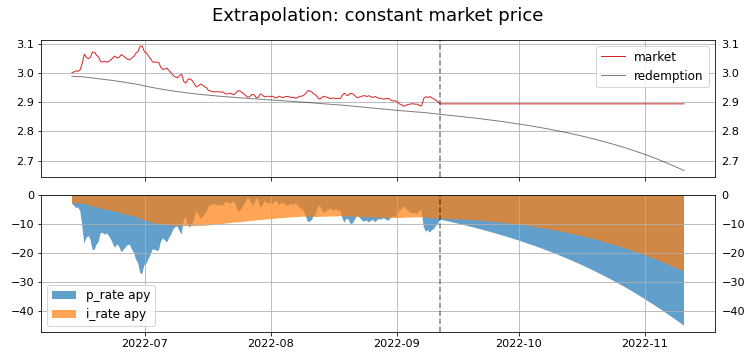 Extrapolation: constant market price
3.1 3.1
3.0 3.0
2.9 2.9
2.8 2.8
2.7 2.7
market
redemption
0 0
−10 −10
−20 −20
−30 −30
−40 −40
p_rate apy
i_rate apy
2022-07 2022-08 2022-09 2022-10 2022-11